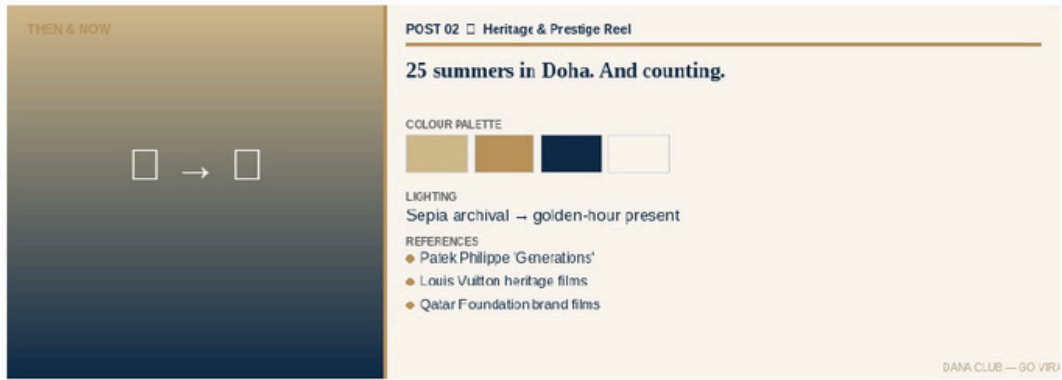 THEN & NOW
□ → □
POST 02 □ Heritage & Prestige Reel
25 summers in Doha. And counting.
COLOUR PALETTE
LIGHTING
Sepia archival → golden-hour present
REFERENCES
● Patek Philippe 'Generations'
● Louis Vuitton heritage films
● Qatar Foundation brand films
DANA CLUB — GO